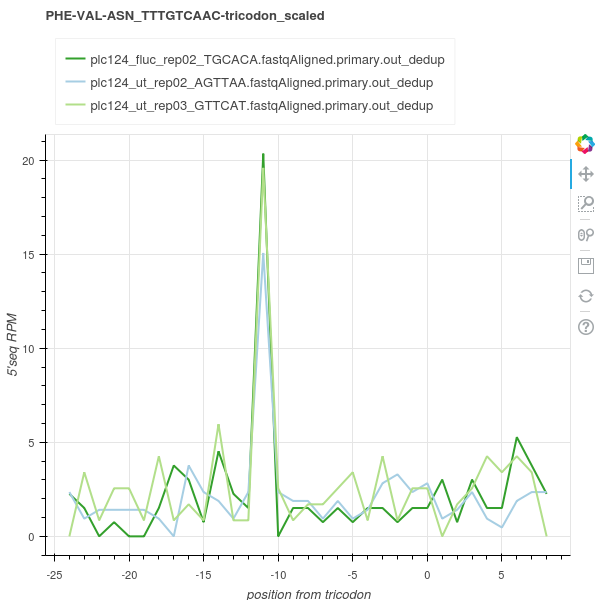 PHE-VAL-ASN_TTTGTCAAC-tricodon_scaled
plc124_fluc_rep02_TGCACA.fastqAligned.primary.out_dedup
plc124_ut_rep02_AGTTAA.fastqAligned.primary.out_dedup
plc124_ut_rep03_GTTCAT.fastqAligned.primary.out_dedup
20
15
10
5
0
5'seq RPM
-25 -20 -15 -10 -5 0 5
position from tricodon